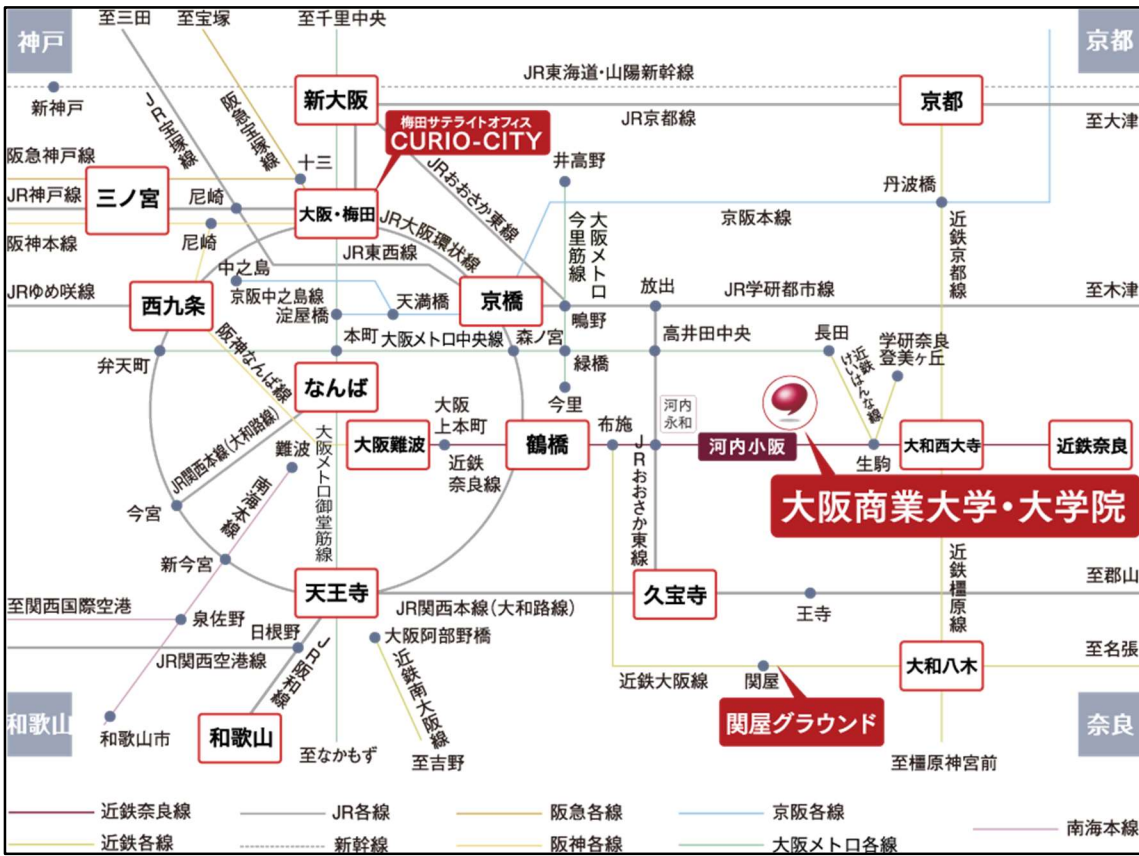 神戸
至三田
至宝塚
至千里中央
京都
JR東海道・山陽新幹線
新神戸
JR宝塚線
阪急宝塚線
新大阪
京都
JR京都線
至大津
梅田サテライトオフィス
CURIO-CITY
阪急神戸線
十三
JRおおさか東線
井高野
JR神戸線
三ノ宮
尼崎
大阪・梅田
丹波橋
阪神本線
尼崎
JR大阪環状線
大阪メトロ
今里筋線
京阪本線
近鉄京都線
JR東西線
中之島
JRゆめ咲線
西九条
京阪中之島線
淀屋橋
天満橋
京橋
放出
JR学研都市線
至木津
鴫野
弁天町
阪神なんば線
本町
大阪メトロ中央線
森ノ宮
緑橋
高井田中央
長田
学研奈良
登美ヶ丘
近鉄
けいはんな線
なんば
今里
JR関西本線(大和路線)
大阪
上本町
布施
河内
永和
難波
大阪難波
鶴橋
河内小阪
生駒
大和西大寺
近鉄奈良
近鉄
奈良線
大阪メトロ御堂筋線
JRおおさか東線
大阪商業大学・大学院
今宮
南海本線
新今宮
近鉄橿原線
天王寺
久宝寺
至郡山
至関西国際空港
泉佐野
JR関西本線(大和路線)
王寺
日根野
大阪阿部野橋
JR関西空港線
JR阪和線
近鉄南大阪線
近鉄大阪線
関屋
大和八木
至名張
和歌山
和歌山市
和歌山
関屋グラウンド
奈良
至なかもず
至吉野
至橿原神宮前
近鉄奈良線
JR各線
阪急各線
京阪各線
南海本線
近鉄各線
新幹線
阪神各線
大阪メトロ各線